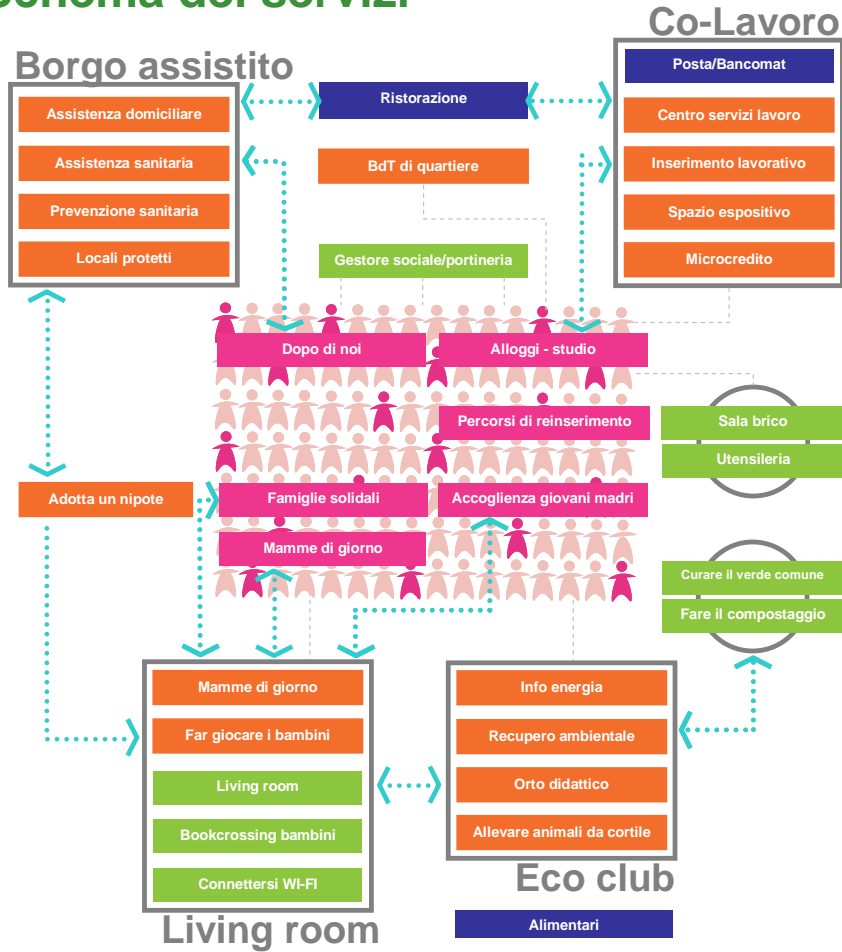 Schema dei servizi
Co-Lavoro
Borgo assistito
Posta/Bancomat
Ristorazione
Assistenza domiciliare
Centro servizi lavoro
Assistenza sanitaria
BdT di quartiere
Inserimento lavorativo
Prevenzione sanitaria
Spazio espositivo
Locali protetti
Gestore sociale/portineria
Microcredito
Dopo di noi
Alloggi - studio
Percorsi di reinserimento
Sala brico
Utensileria
Adotta un nipote
Famiglie solidali
Accoglienza giovani madri
Mamme di giorno
Curare il verde comune
Fare il compostaggio
Mamme di giorno
Far giocare i bambini
Living room
Bookcrossing bambini
Connettersi WI-FI
Living room
Info energia
Recupero ambientale
Orto didattico
Allevare animali da cortile
Eco club
Alimentari